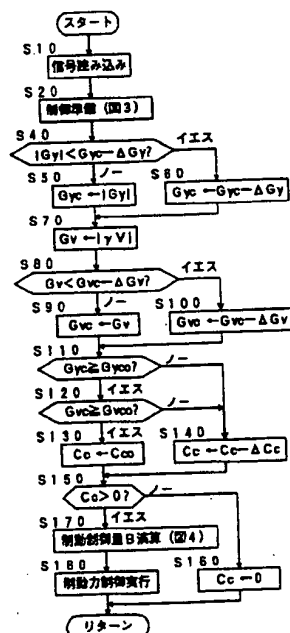 スタート
S10
信号読み込み
S20
制御準備(図3)
S40
|Gy|<Gyc−ΔGy?
イエス
S50
ノー
S60
Gyc←|Gy|
Gyc←Gyc−ΔGy
S70
Gv←|γV|
S80
Gv<Gvc−ΔGv?
イエス
S90
ノー
S100
Gvc←Gv
Gvc←Gvc−ΔGv
S110
Gyc≧Gyco?
ノー
S120
イエス
Gvc≧Gvco?
ノー
S130
イエス
S140
Cc←Cco
Cc←Cc−ΔCc
S150
Cc>0?
ノー
S170
イエス
制動制御量B演算(図4)
S160
S180
制動力制御実行
Cc←0
リターン